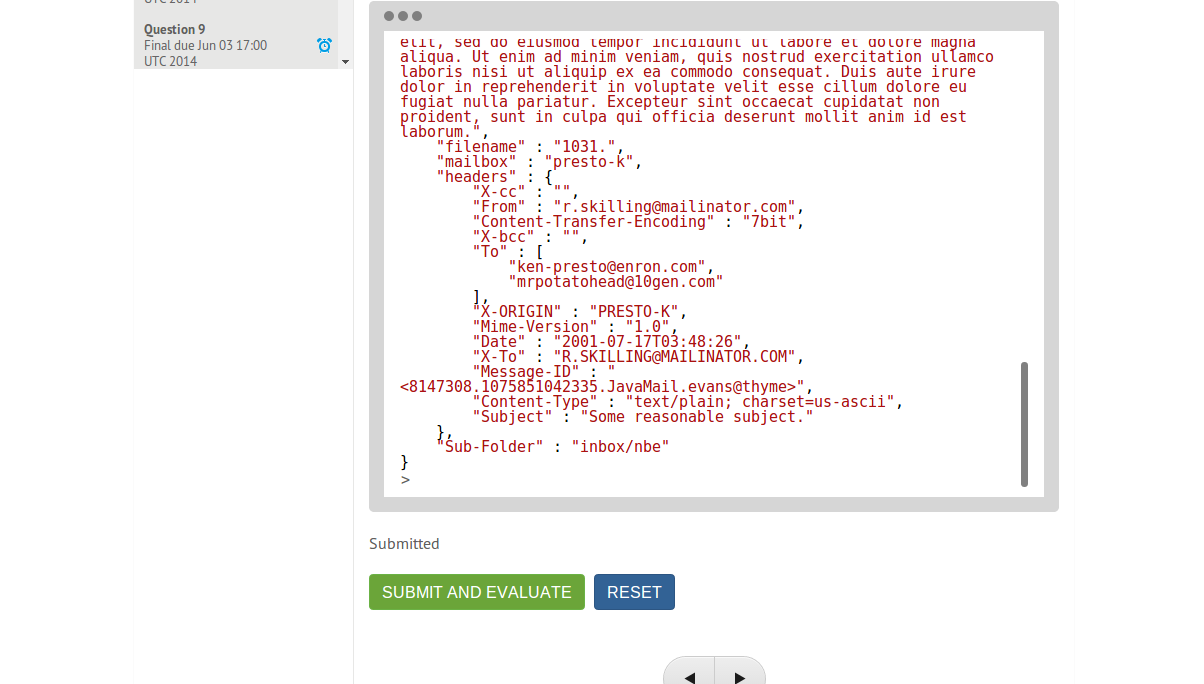 UTC 2014
Question 9
Final due Jun 03 17:00
UTC 2014
elit, sed do eiusmod tempor incididunt ut labore et dolore magna
aliqua. Ut enim ad minim veniam, quis nostrud exercitation ullamco
laboris nisi ut aliquip ex ea commodo consequat. Duis aute irure
dolor in reprehenderit in voluptate velit esse cillum dolore eu
fugiat nulla pariatur. Excepteur sint occaecat cupidatat non
proident, sunt in culpa qui officia deserunt mollit anim id est
laborum.",
"filename" : "1031.",
"mailbox" : "presto-k",
"headers" : {
"X-cc" : "",
"From" : "r.skilling@mailinator.com",
"Content-Transfer-Encoding" : "7bit",
"X-bcc" : "",
"To" : [
"ken-presto@enron.com",
"mrpotatohead@10gen.com"
],
"X-ORIGIN" : "PRESTO-K",
"Mime-Version" : "1.0",
"Date" : "2001-07-17T03:48:26",
"X-To" : "R.SKILLING@MAILINATOR.COM",
"Message-ID" : "
<8147308.1075851042335.JavaMail.evans@thyme>",
"Content-Type" : "text/plain; charset=us-ascii",
"Subject" : "Some reasonable subject."
},
"Sub-Folder" : "inbox/nbe"
}
>
Submitted
SUBMIT AND EVALUATE
RESET